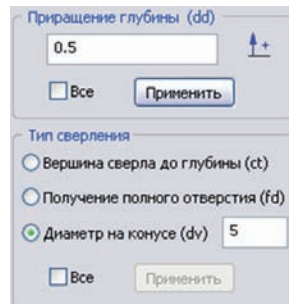 Приращение глубины (dd)
0.5
Все Применить
Тип сверления
Вершина сверла до глубины (ct)
Получение полного отверстия (fd)
Диаметр на конусе (dv) 5
Все Применить